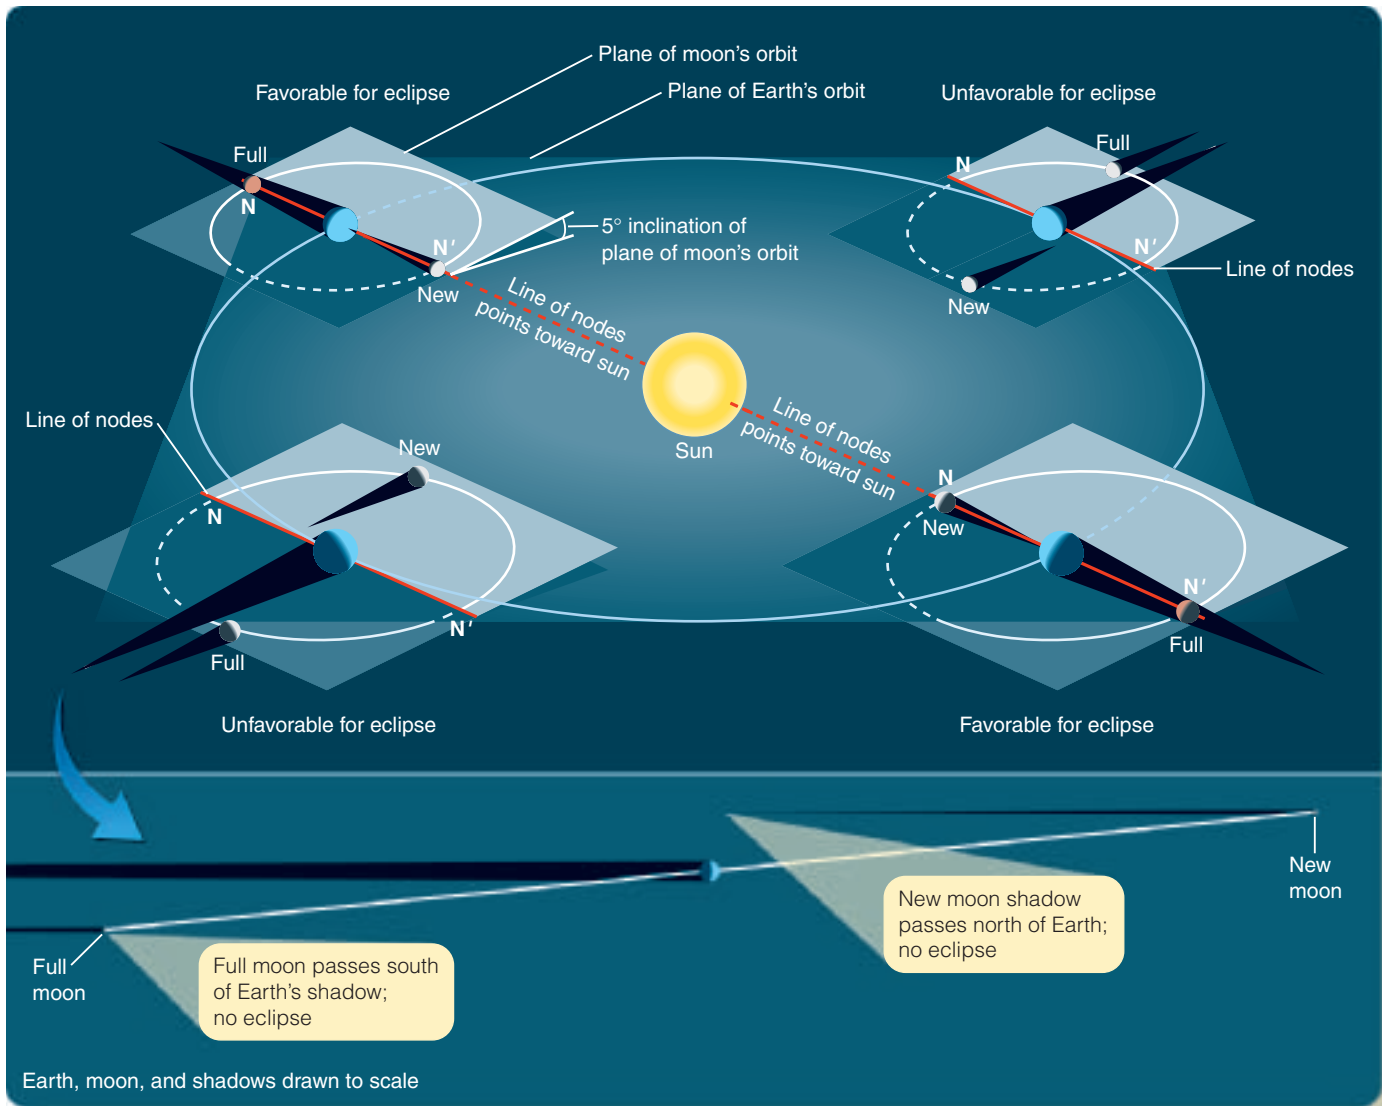 Plane of moon's orbit
Plane of Earth's orbit
Favorable for eclipse
Unfavorable for eclipse
Full
N
N′
New
5° inclination of
plane of moon's orbit
Line of nodes
points toward sun
Full
N
N′
New
Line of nodes
Sun
Line of nodes
points toward sun
Line of nodes
New
N
N′
Full
N
New
N′
Full
Unfavorable for eclipse
Favorable for eclipse
New
moon
New moon shadow
passes north of Earth;
no eclipse
Full
moon
Full moon passes south
of Earth's shadow;
no eclipse
Earth, moon, and shadows drawn to scale